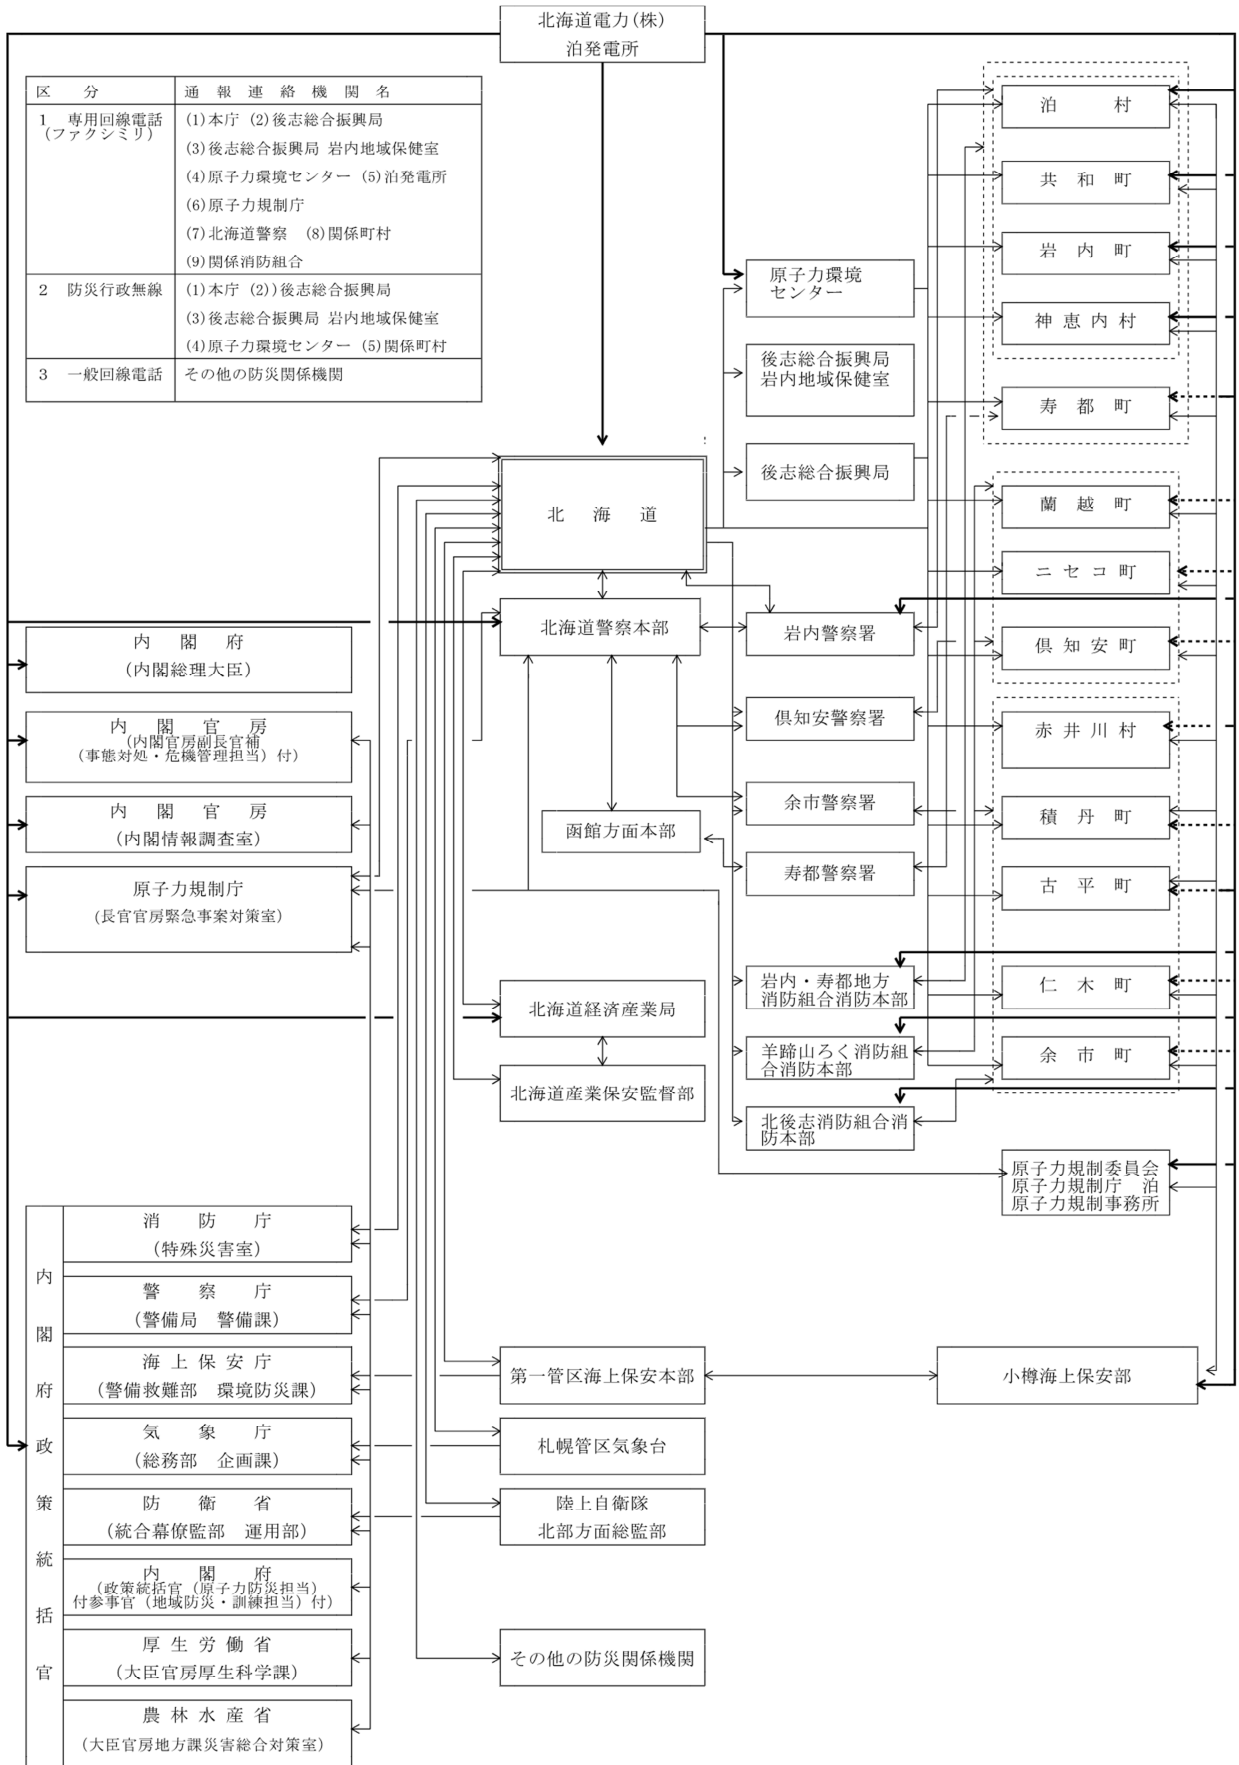 北海道電力(株)
泊発電所
区　分　通報連絡機関名
1　専用回線電話
(ファクシミリ)
(1)本庁 (2)後志総合振興局
(3)後志総合振興局 岩内地域保健室
(4)原子力環境センター (5)泊発電所
(6)原子力規制庁
(7)北海道警察　(8)関係町村
(9)関係消防組合
2　防災行政無線
(1)本庁 (2))後志総合振興局
(3)後志総合振興局 岩内地域保健室
(4)原子力環境センター (5)関係町村
3　一般回線電話　その他の防災関係機関
泊　村
共和町
岩内町
神恵内村
寿都町
蘭越町
ニセコ町
倶知安町
赤井川村
積丹町
古平町
仁木町
余市町
原子力規制委員会
原子力規制庁　泊
原子力規制事務所
小樽海上保安部
原子力環境
センター
後志総合振興局
岩内地域保健室
後志総合振興局
北　海　道
北海道警察本部
岩内警察署
倶知安警察署
余市警察署
寿都警察署
函館方面本部
岩内・寿都地方
消防組合消防本部
羊蹄山ろく消防組
合消防本部
北後志消防組合消
防本部
北海道経済産業局
北海道産業保安監督部
第一管区海上保安本部
札幌管区気象台
陸上自衛隊
北部方面総監部
その他の防災関係機関
内　閣　府
(内閣総理大臣)
内　閣　官　房
(内閣官房副長官補
(事態対処・危機管理担当)付)
内　閣　官　房
(内閣情報調査室)
原子力規制庁
(長官官房緊急事案対策室)
内閣府政策統括官
消　防　庁
(特殊災害室)
警　察　庁
(警備局　警備課)
海上保安庁
(警備救難部　環境防災課)
気　象　庁
(総務部　企画課)
防　衛　省
(統合幕僚監部　運用部)
内　閣　府
(政策統括官(原子力防災担当)
付参事官(地域防災・訓練担当)付)
厚生労働省
(大臣官房厚生科学課)
農林水産省
(大臣官房地方課災害総合対策室)